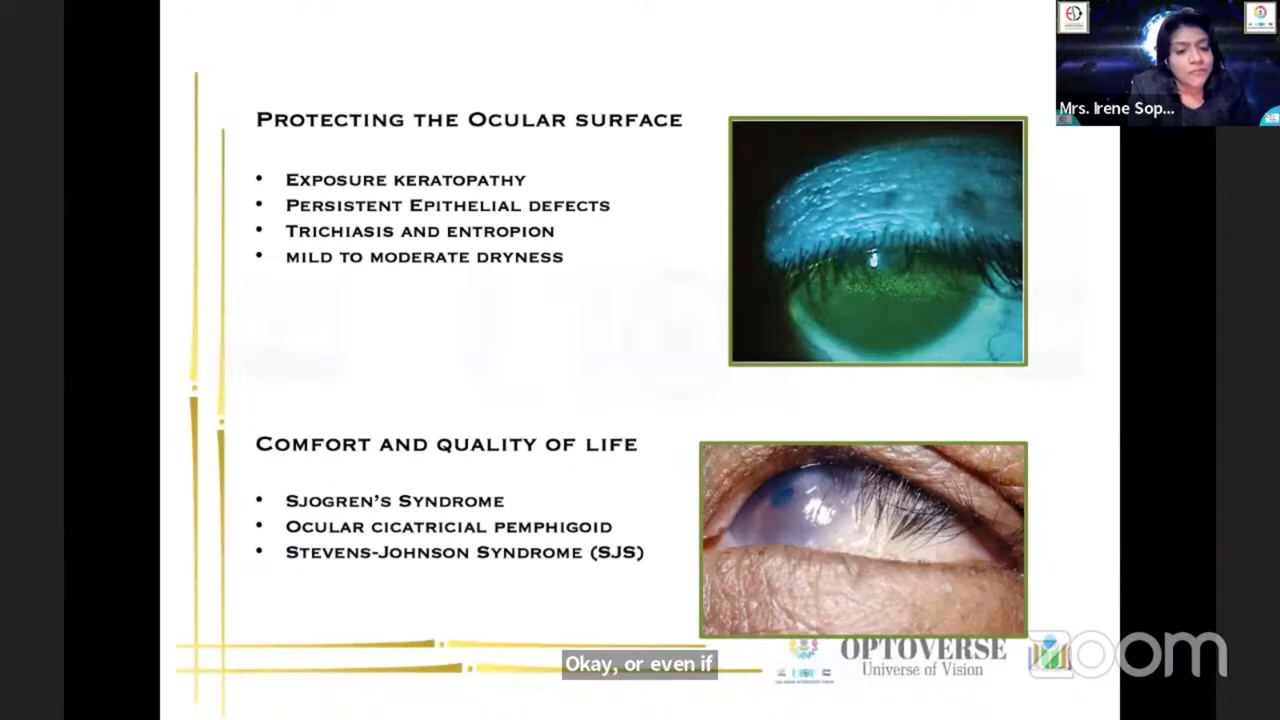 Mrs. Irene Sop...
PROTECTING THE OCULAR SURFACE
• EXPOSURE KERATOPATHY
• PERSISTENT EPITHELIAL DEFECTS
• TRICHIASIS AND ENTROPION
• MILD TO MODERATE DRYNESS
COMFORT AND QUALITY OF LIFE
• SJOGREN'S SYNDROME
• OCULAR CICATRICIAL PEMPHIGOID
• STEVENS-JOHNSON SYNDROME (SJS)
OPTOVERSE
Universe of Vision
zoom
Okay, or even if